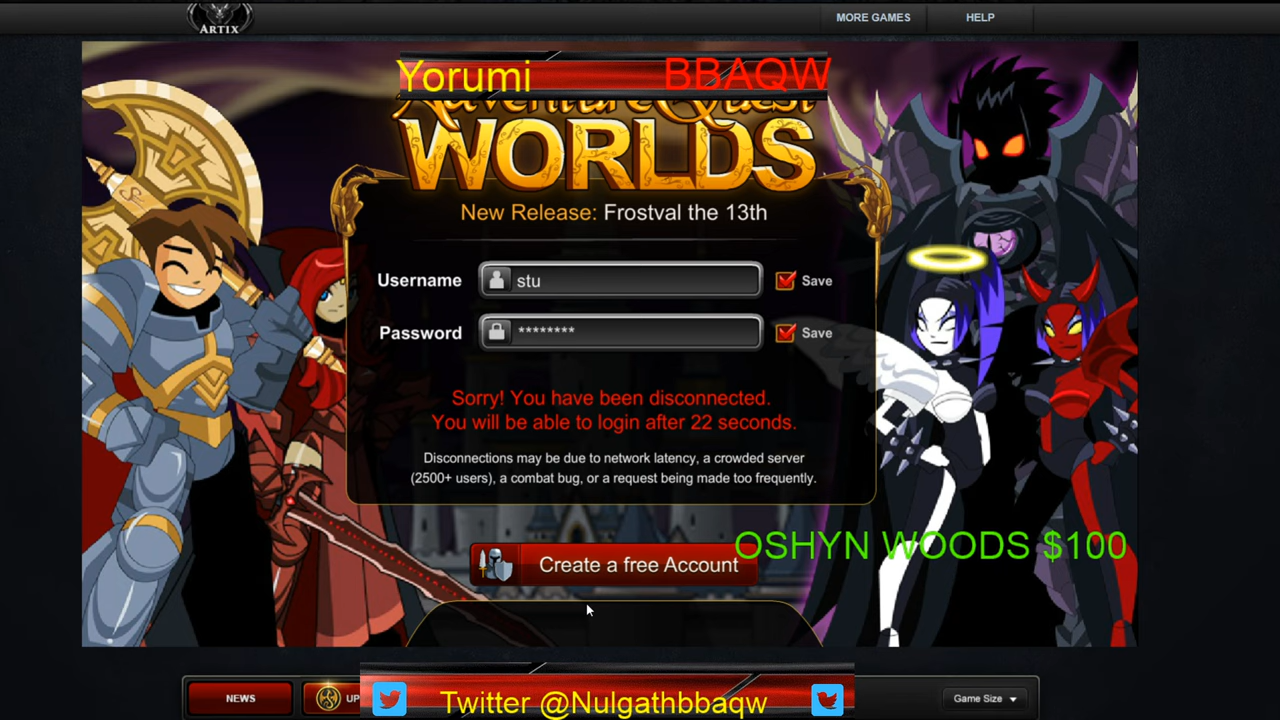 ARTIX
MORE GAMES
HELP
Yorumi
BBAQW
AdventureQuest
WORLDS
New Release: Frostval the 13th
Username
stu
Save
Password
********
Save
Sorry! You have been disconnected.
You will be able to login after 22 seconds.
Disconnections may be due to network latency, a crowded server
(2500+ users), a combat bug, or a request being made too frequently.
OSHYN WOODS $100
Create a free Account
NEWS
UP
Twitter @Nulgathbbaqw
Game Size